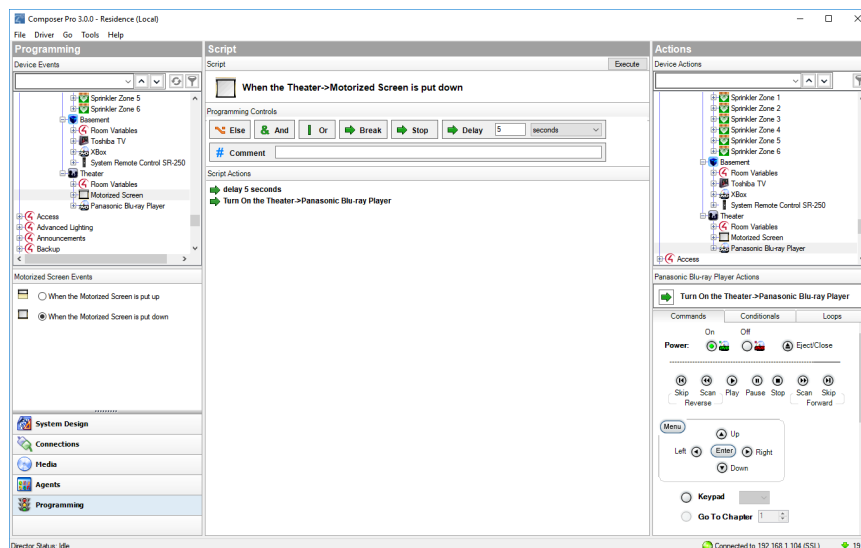 Composer Pro 3.0.0 - Residence (Local)
File Driver Go Tools Help
Programming
Device Events
Sprinkler Zone 5
Sprinkler Zone 6
Basement
Room Variables
Toshiba TV
XBox
System Remote Control SR-250
Theater
Room Variables
Motorized Screen
Panasonic Blu-ray Player
Access
Advanced Lighting
Announcements
Backup
Motorized Screen Events
When the Motorized Screen is put up
When the Motorized Screen is put down
System Design
Connections
Media
Agents
Programming
Script
Script Execute
When the Theater->Motorized Screen is put down
Programming Controls
Else And Or Break Stop Delay 5 seconds
# Comment
Script Actions
delay 5 seconds
Turn On the Theater->Panasonic Blu-ray Player
Actions
Device Actions
Sprinkler Zone 1
Sprinkler Zone 2
Sprinkler Zone 3
Sprinkler Zone 4
Sprinkler Zone 5
Sprinkler Zone 6
Basement
Room Variables
Toshiba TV
XBox
System Remote Control SR-250
Theater
Room Variables
Motorized Screen
Panasonic Blu-ray Player
Access
Panasonic Blu-ray Player Actions
Turn On the Theater->Panasonic Blu-ray Player
Commands Conditionals Loops
On Off
Power: Eject/Close
Skip Scan Play Pause Stop Scan Skip
Reverse Forward
Menu
Up
Left Enter Right
Down
Keypad
Go To Chapter 1
Director Status: Idle
Connected to 192.168.1.104 (SSL) 19